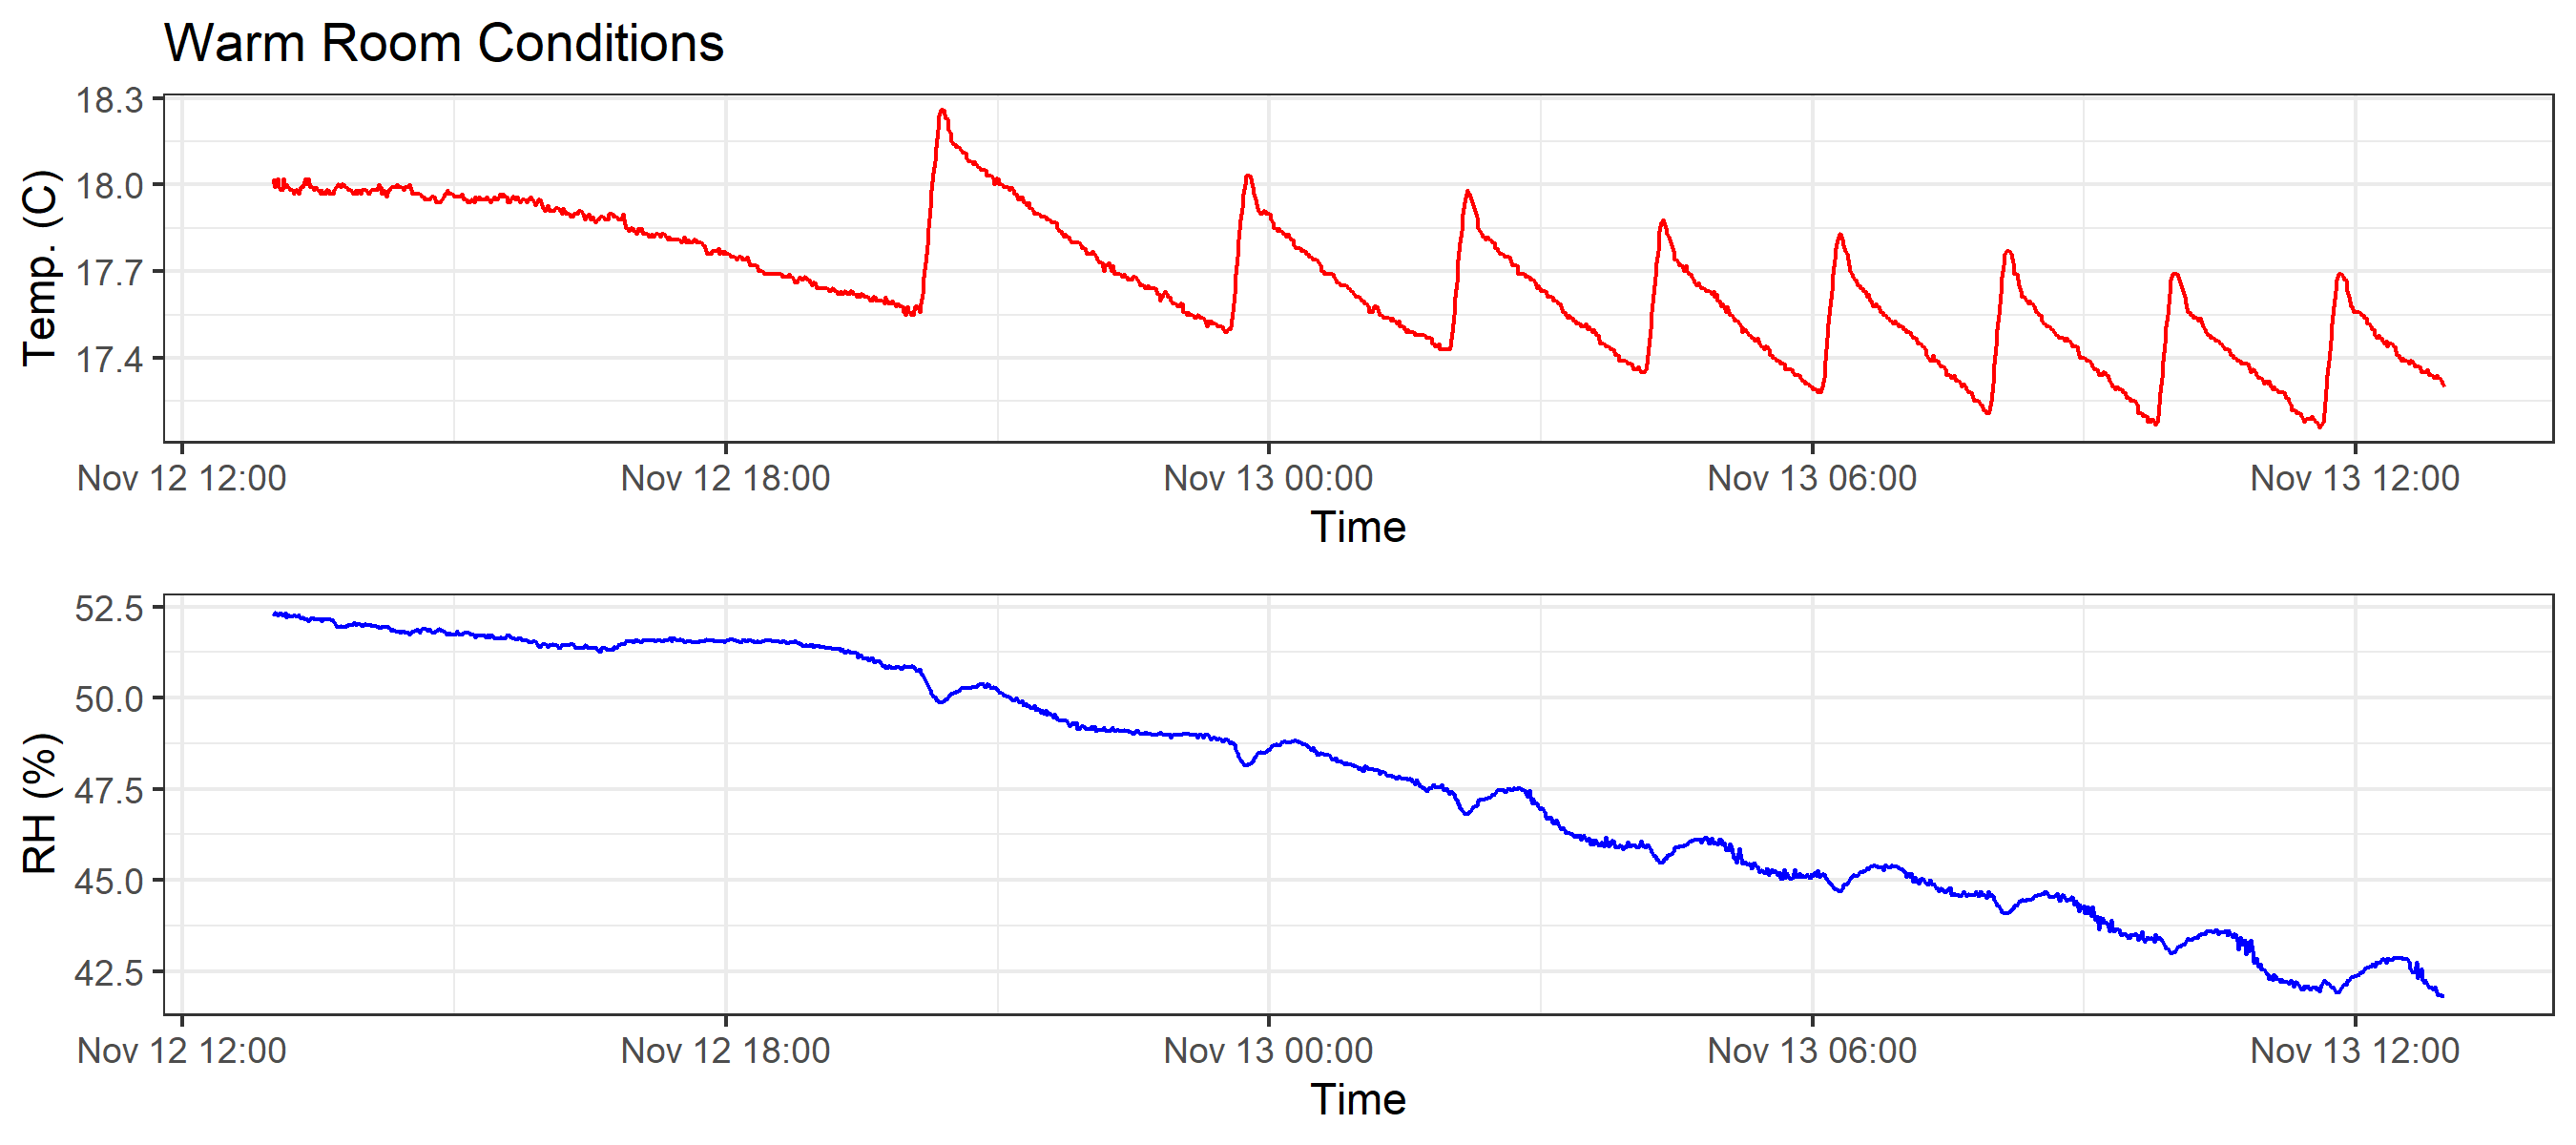 Warm Room Conditions
18.3
18.0
17.7
17.4
Temp. (C)
Nov 12 12:00 Nov 12 18:00 Nov 13 00:00 Nov 13 06:00 Nov 13 12:00
Time
52.5
50.0
47.5
45.0
42.5
RH (%)
Nov 12 12:00 Nov 12 18:00 Nov 13 00:00 Nov 13 06:00 Nov 13 12:00
Time